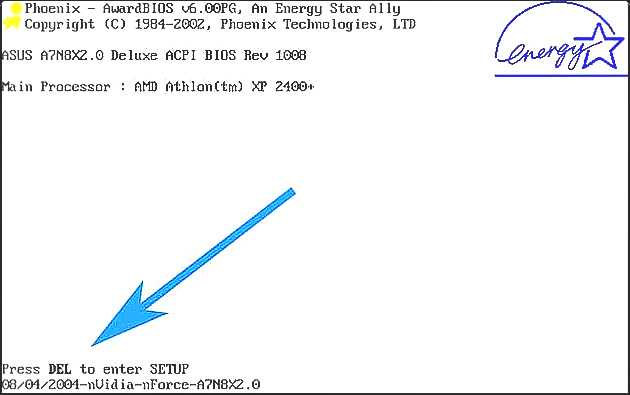 Phoenix - AwardBIOS v6.00PG, An Energy Star Ally
Copyright (C) 1984-2002, Phoenix Technologies, LTD
energy
ASUS A7N8X2.0 Deluxe ACPI BIOS Rev 1008
Main Processor : AMD Athlon(tm) XP 2400+
Press DEL to enter SETUP
08/04/2004-nVidia-nForce-A7N8X2.0